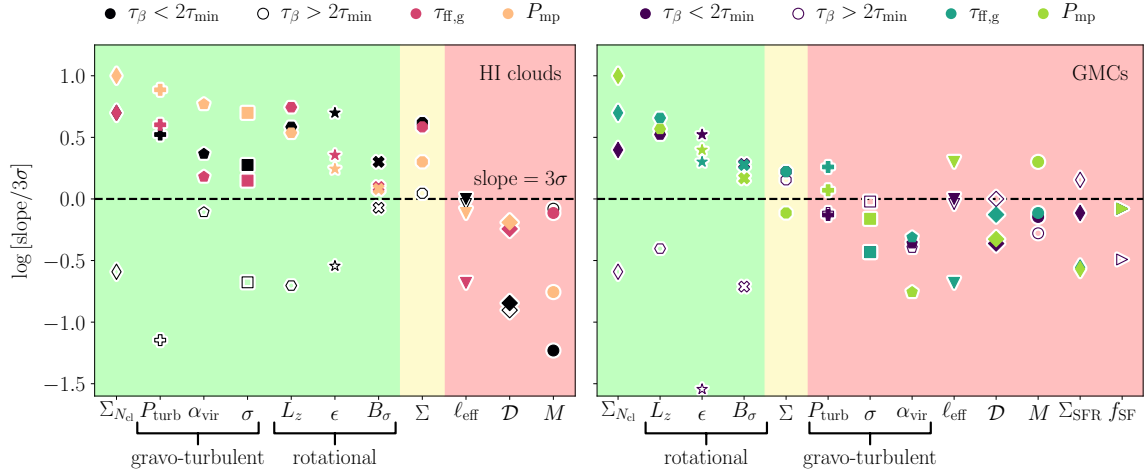 τ_β < 2τ_min  τ_β > 2τ_min  τ_ff,g  P_mp
τ_β < 2τ_min  τ_β > 2τ_min  τ_ff,g  P_mp
log [slope/3σ]
1.0
0.5
0.0
−0.5
−1.0
−1.5
HI clouds
slope = 3σ
Σ_N_cl  P_turb  α_vir  σ  L_z  ϵ  B_σ  Σ  ℓ_eff  𝒟  M
gravo-turbulent  rotational
GMCs
Σ_N_cl  L_z  ϵ  B_σ  Σ  P_turb  σ  α_vir  ℓ_eff  𝒟  M  Σ_SFR  f_SF
rotational  gravo-turbulent